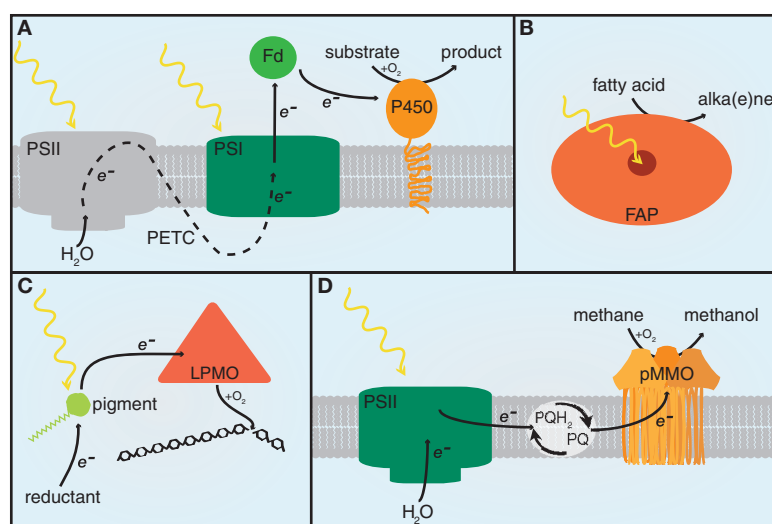 A
substrate
+O₂
product
Fd
e⁻
P450
PSII
PSI
e⁻
e⁻
e⁻
H₂O
PETC
B
fatty acid
alka(e)ne
FAP
C
e⁻
LPMO
+O₂
pigment
e⁻
reductant
D
methane
+O₂
methanol
pMMO
PSII
e⁻
PQH₂
PQ
e⁻
e⁻
H₂O